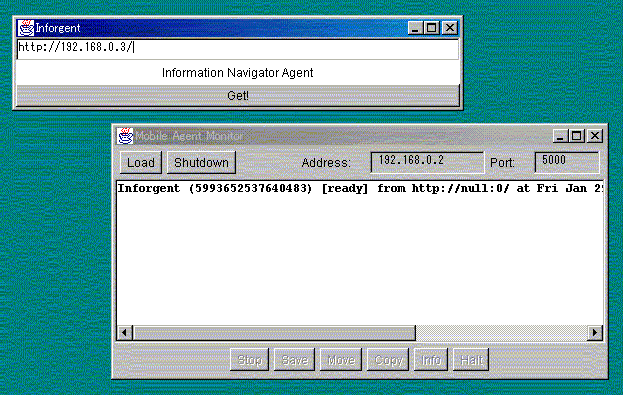 Inforgent
http://192.168.0.3/
Information Navigator Agent
Get!
Mobile Agent Monitor
Load Shutdown Address: 192.168.0.2 Port: 5000
Inforgent (5993652537640483) [ready] from http://null:0/ at Fri Jan
Stop Save Move Copy Info Halt